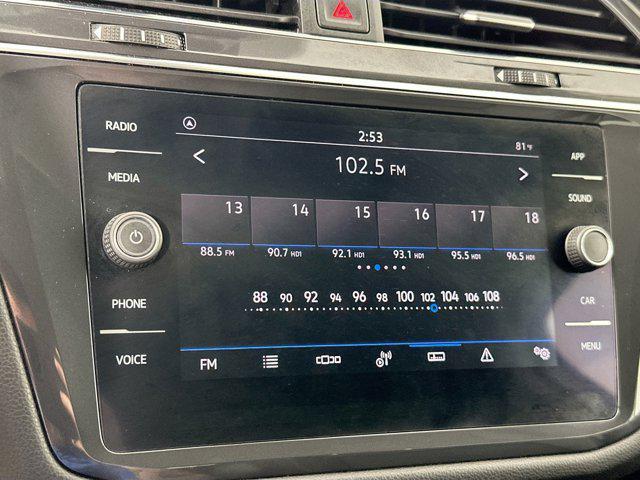 RADIO
MEDIA
PHONE
VOICE
2:53
81°F
102.5 FM
13 14 15 16 17 18
88.5 FM 90.7 HD1 92.1 HD1 93.1 HD1 95.5 HD1 96.5 HD1
88 90 92 94 96 98 100 102 104 106 108
FM
APP
SOUND
CAR
MENU